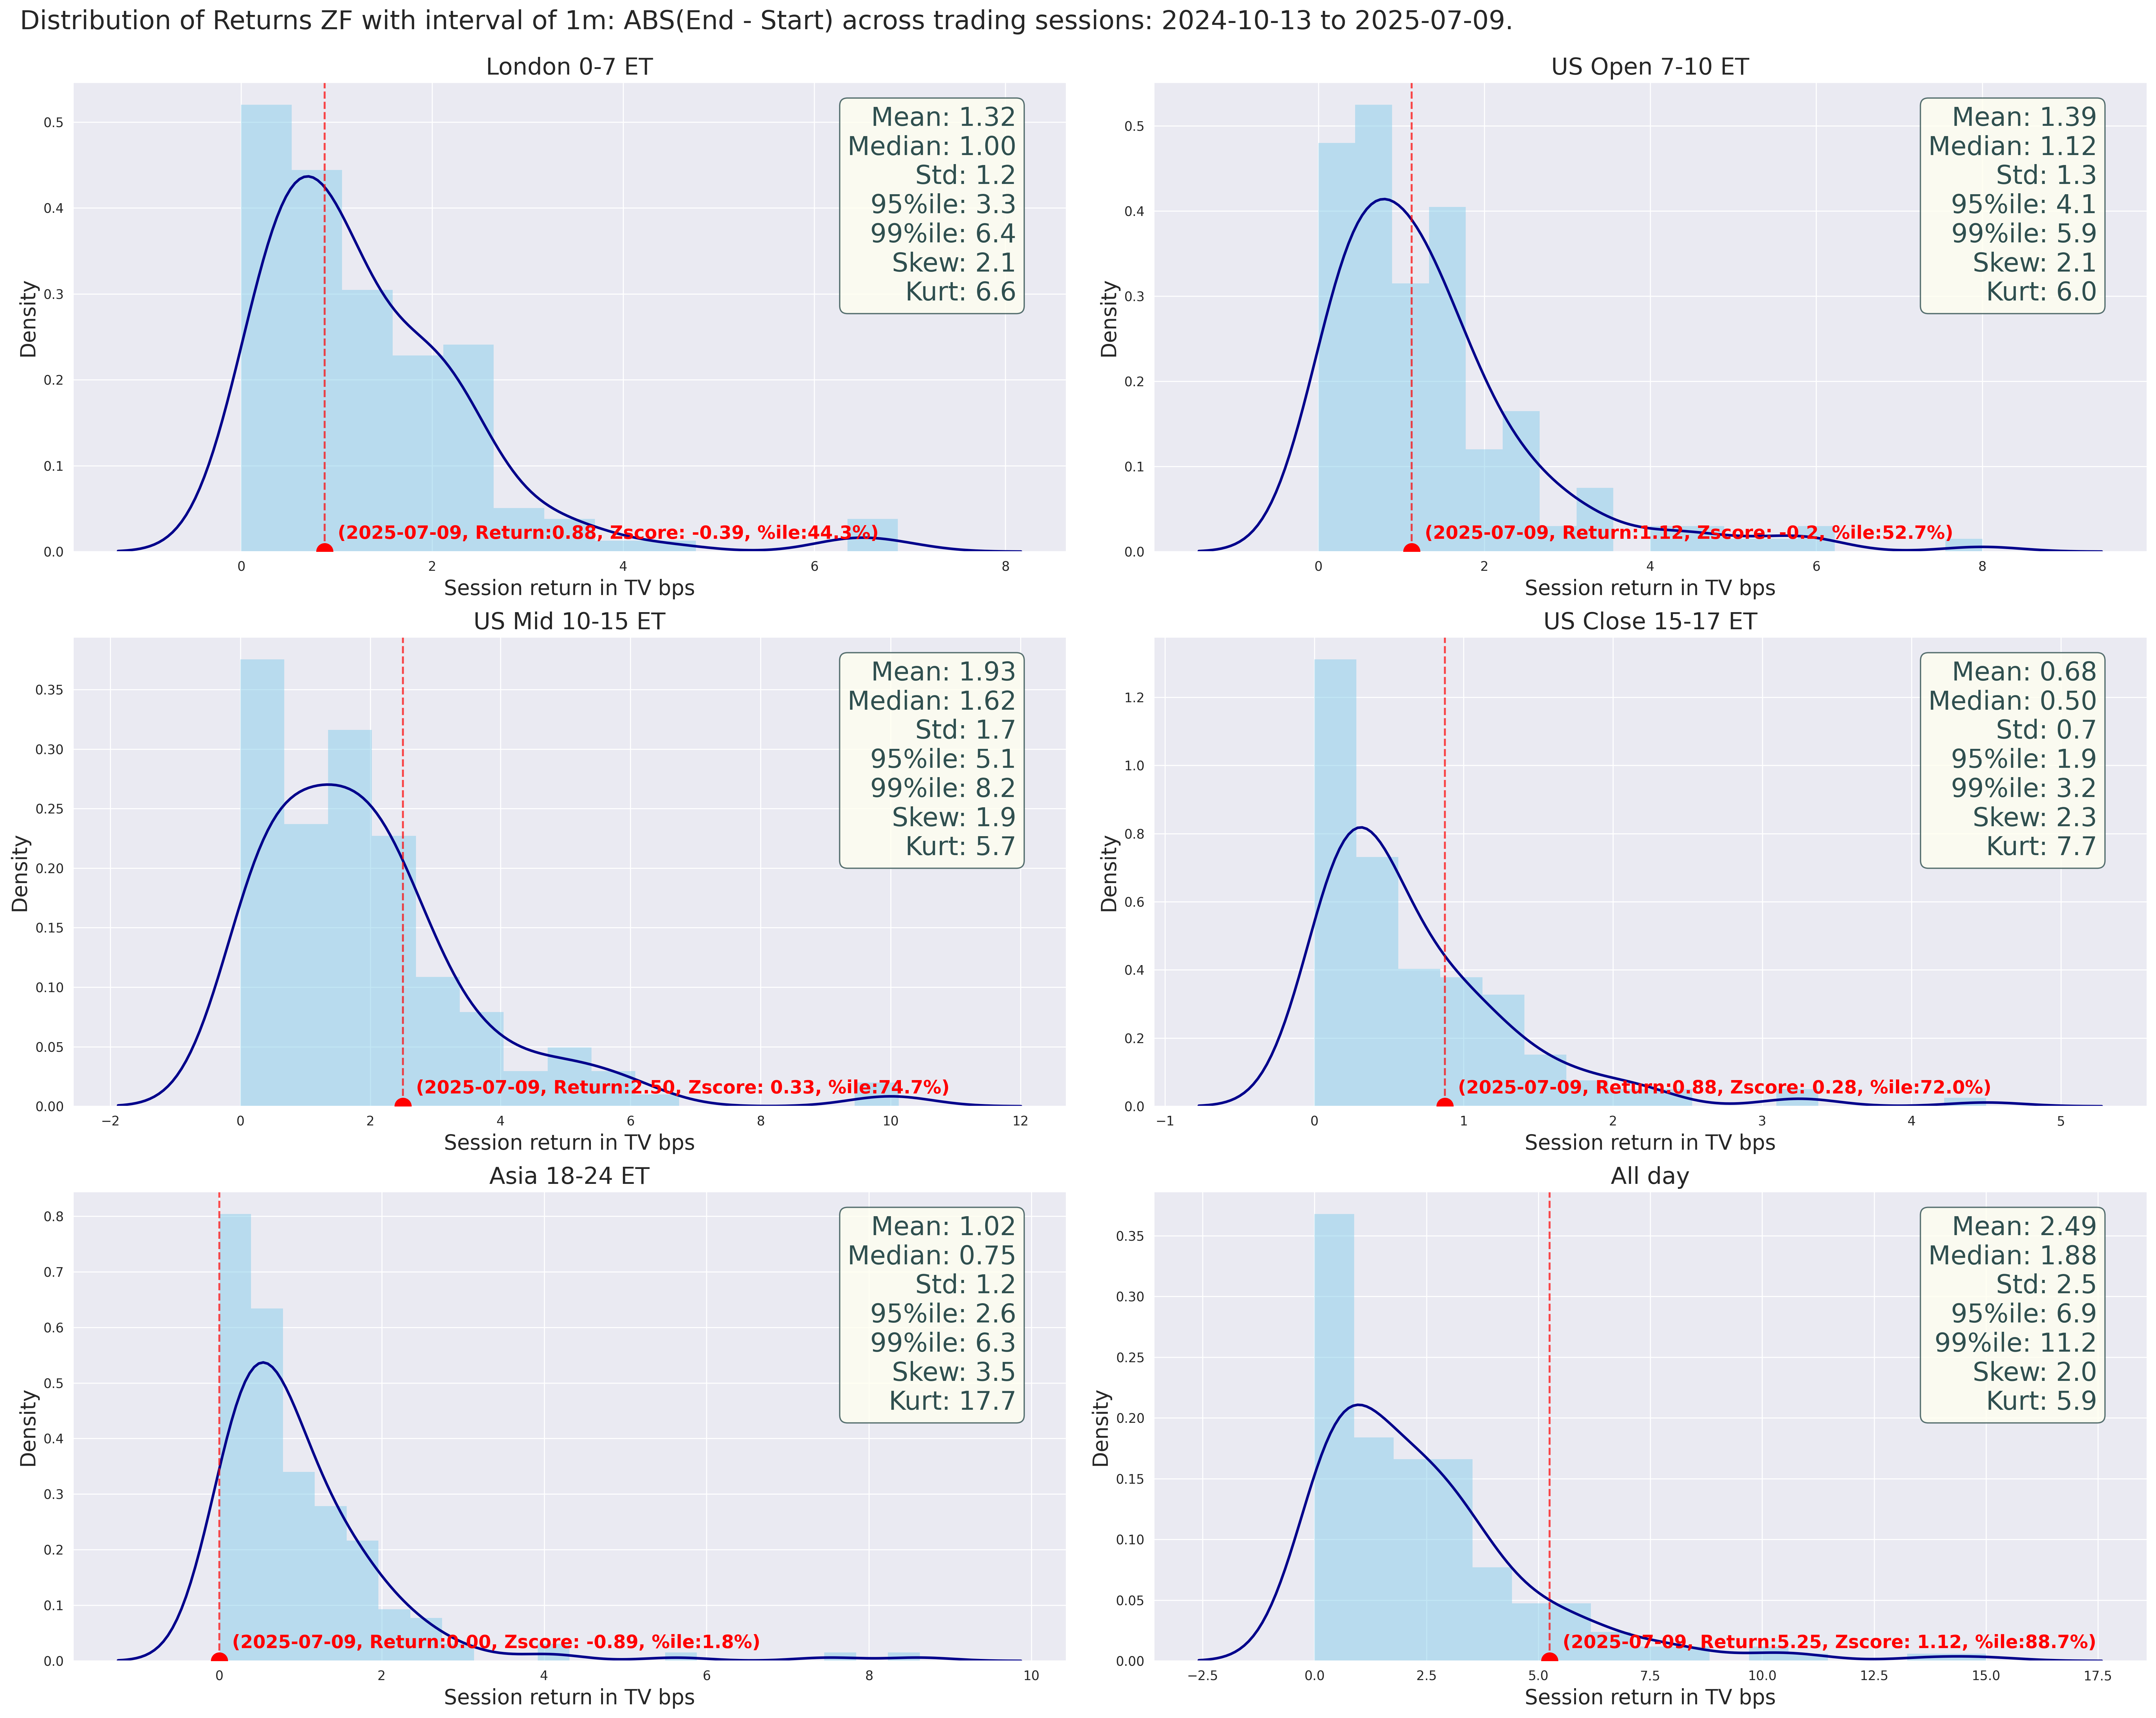 Distribution of Returns ZF with interval of 1m: ABS(End - Start) across trading sessions: 2024-10-13 to 2025-07-09.
London 0-7 ET
Density
0.5
0.4
0.3
0.2
0.1
0.0
Mean: 1.32
Median: 1.00
Std: 1.2
95%ile: 3.3
99%ile: 6.4
Skew: 2.1
Kurt: 6.6
(2025-07-09, Return:0.88, Zscore: -0.39, %ile:44.3%)
0 2 4 6 8
Session return in TV bps
US Open 7-10 ET
Density
0.5
0.4
0.3
0.2
0.1
0.0
Mean: 1.39
Median: 1.12
Std: 1.3
95%ile: 4.1
99%ile: 5.9
Skew: 2.1
Kurt: 6.0
(2025-07-09, Return:1.12, Zscore: -0.2, %ile:52.7%)
0 2 4 6 8
Session return in TV bps
US Mid 10-15 ET
Density
0.35
0.30
0.25
0.20
0.15
0.10
0.05
0.00
Mean: 1.93
Median: 1.62
Std: 1.7
95%ile: 5.1
99%ile: 8.2
Skew: 1.9
Kurt: 5.7
(2025-07-09, Return:2.50, Zscore: 0.33, %ile:74.7%)
−2 0 2 4 6 8 10 12
Session return in TV bps
US Close 15-17 ET
Density
1.2
1.0
0.8
0.6
0.4
0.2
0.0
Mean: 0.68
Median: 0.50
Std: 0.7
95%ile: 1.9
99%ile: 3.2
Skew: 2.3
Kurt: 7.7
(2025-07-09, Return:0.88, Zscore: 0.28, %ile:72.0%)
−1 0 1 2 3 4 5
Session return in TV bps
Asia 18-24 ET
Density
0.8
0.7
0.6
0.5
0.4
0.3
0.2
0.1
0.0
Mean: 1.02
Median: 0.75
Std: 1.2
95%ile: 2.6
99%ile: 6.3
Skew: 3.5
Kurt: 17.7
(2025-07-09, Return:0.00, Zscore: -0.89, %ile:1.8%)
0 2 4 6 8 10
Session return in TV bps
All day
Density
0.35
0.30
0.25
0.20
0.15
0.10
0.05
0.00
Mean: 2.49
Median: 1.88
Std: 2.5
95%ile: 6.9
99%ile: 11.2
Skew: 2.0
Kurt: 5.9
(2025-07-09, Return:5.25, Zscore: 1.12, %ile:88.7%)
−2.5 0.0 2.5 5.0 7.5 10.0 12.5 15.0 17.5
Session return in TV bps